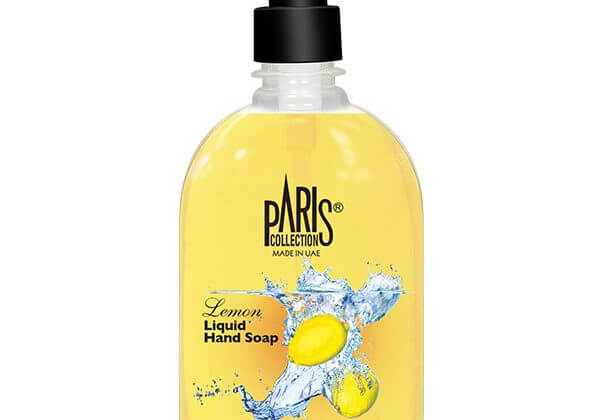 PARIS®
COLLECTION
MADE IN UAE
Lemon
Liquid
Hand Soap